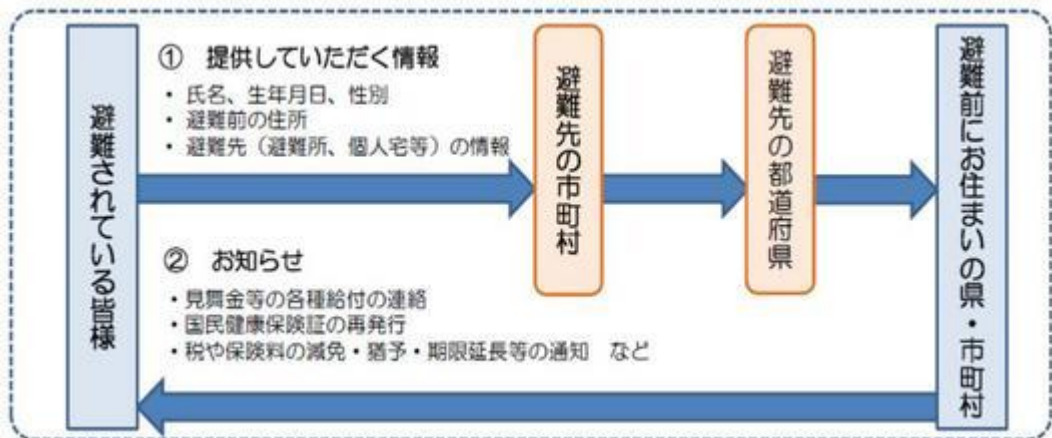 避難されている皆様
① 提供していただく情報
・ 氏名、生年月日、性別
・ 避難前の住所
・ 避難先（避難所、個人宅等）の情報
避難先の市町村
避難先の都道府県
避難前にお住まいの県・市町村
② お知らせ
・見舞金等の各種給付の連絡
・国民健康保険証の再発行
・税や保険料の減免・猶予・期限延長等の通知　など